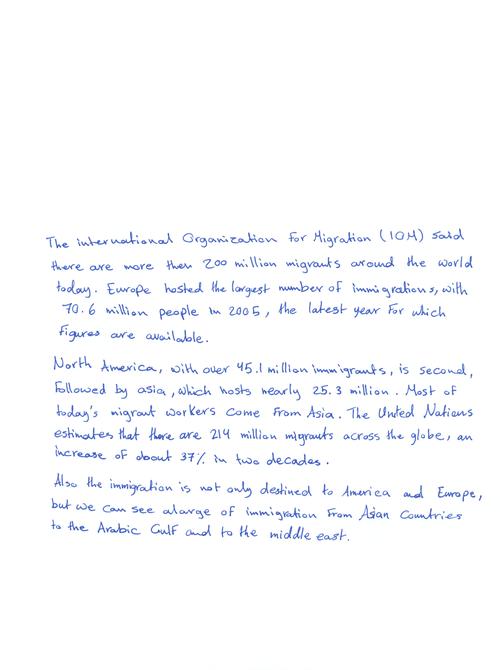 The international Organization For Migration (IOM) said
there are more then 200 million migrants around the world
today. Europe hosted the largest number of immigrations, with
70.6 million people in 2005, the latest year For which
figures are available.
North America, with over 45.1 million immigrants, is second,
Followed by asia, which hosts nearly 25.3 million. Most of
today's migrant workers come From Asia. The United Nations
estimates that there are 214 million migrants across the globe, an
increase of about 37% in two decades.
Also the immigration is not only destined to America and Europe,
but we can see alarge of immigration From Asian Countries
to the Arabic Gulf and to the middle east.